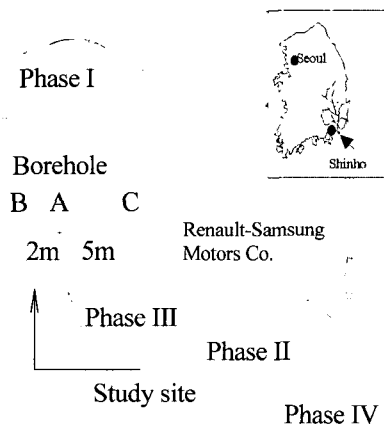 Phase I
Seoul
Shinho
Borehole
B A C
2m 5m
Renault-Samsung
Motors Co.
Phase III
Phase II
Study site
Phase IV